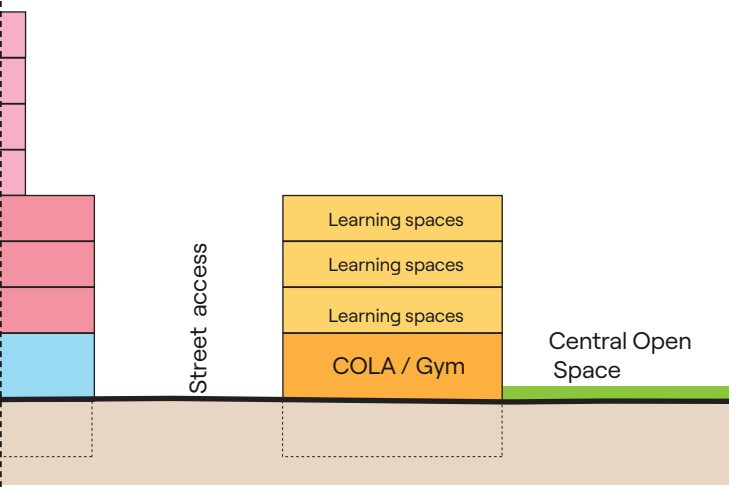 Learning spaces
Learning spaces
Learning spaces
COLA / Gym
Street access
Central Open
Space